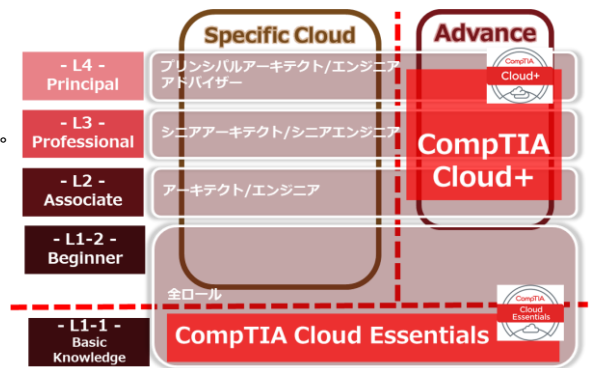 Specific Cloud
Advance
- L4 -
Principal
プリンシパルアーキテクト/エンジニア
アドバイザー
CompTIA
Cloud+
- L3 -
Professional
シニアアーキテクト/シニアエンジニア
。
CompTIA
Cloud+
- L2 -
Associate
アーキテクト/エンジニア
- L1-2 -
Beginner
全ロール
CompTIA
Cloud
Essentials
- L1-1 -
Basic
Knowledge
CompTIA Cloud Essentials